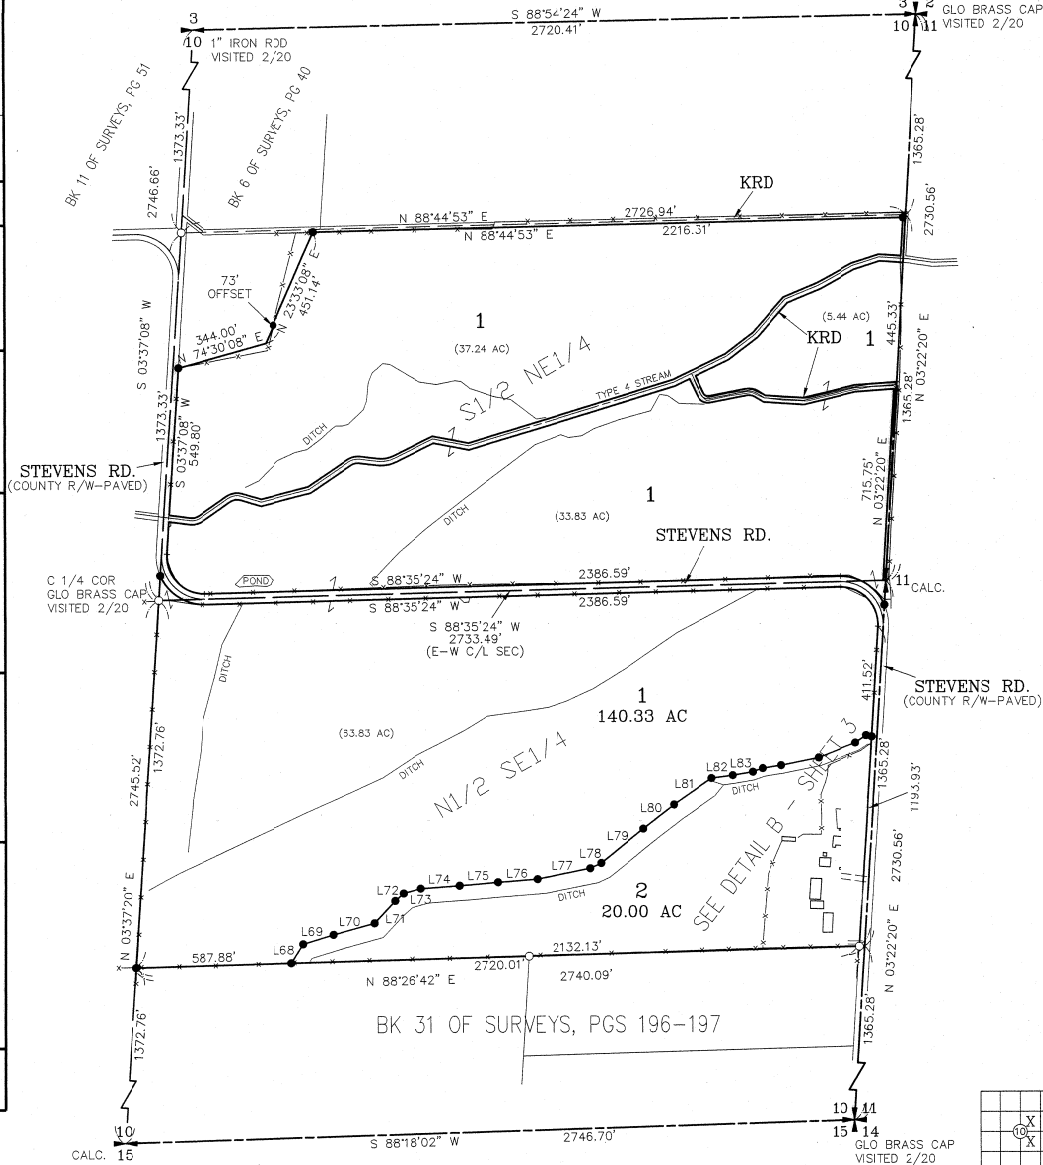 3
S 88°54'24" W
2720.41'
3 2
10 11
GLO BRASS CAP
VISITED 2/20
10
1" IRON ROD
VISITED 2/20
BK 11 OF SURVEYS, PG 51
BK 6 OF SURVEYS, PG 40
1373.33'
2746.66'
1365.28'
2730.56'
KRD
N 88°44'53" E
2726.94'
N 88°44'53" E
2216.31'
73'
OFFSET
N 23°33'08" E
451.14'
344.00'
N 74°30'08" E
S 03°37'08" W
1
(37.24 AC)
S1/2 NE1/4
(5.44 AC)
1
KRD
445.33'
N 03°22'20" E
1365.28'
TYPE 4 STREAM
DITCH
1373.33'
S 03°37'08" W
549.80'
STEVENS RD.
(COUNTY R/W-PAVED)
715.75'
N 03°22'20" E
1
(33.83 AC)
DITCH
STEVENS RD.
C 1/4 COR
GLO BRASS CAP
VISITED 2/20
POND
S 88°35'24" W
2386.59'
S 88°35'24" W
2386.59'
11
CALC.
S 88°35'24" W
2733.49'
(E-W C/L SEC)
DITCH
411.52'
STEVENS RD.
(COUNTY R/W-PAVED)
1
140.33 AC
(63.83 AC)
DITCH
N1/2 SE1/4
1372.76'
2745.52'
SEE DETAIL B - SHEET 3
1365.28'
1193.93'
L83
L82
L81
L80
L79
L78
L77
L76
L75
L74
L73
L72
L71
L70
L69
L68
DITCH
DITCH
2
20.00 AC
2730.56'
N 03°37'20" E
N 03°22'20" E
587.88'
2132.13'
N 88°26'42" E
2720.01'
2740.09'
BK 31 OF SURVEYS, PGS 196-197
1372.76'
1365.28'
10
CALC. 15
S 88°18'02" W
2746.70'
10 11
15 14
GLO BRASS CAP
VISITED 2/20
10
X
X